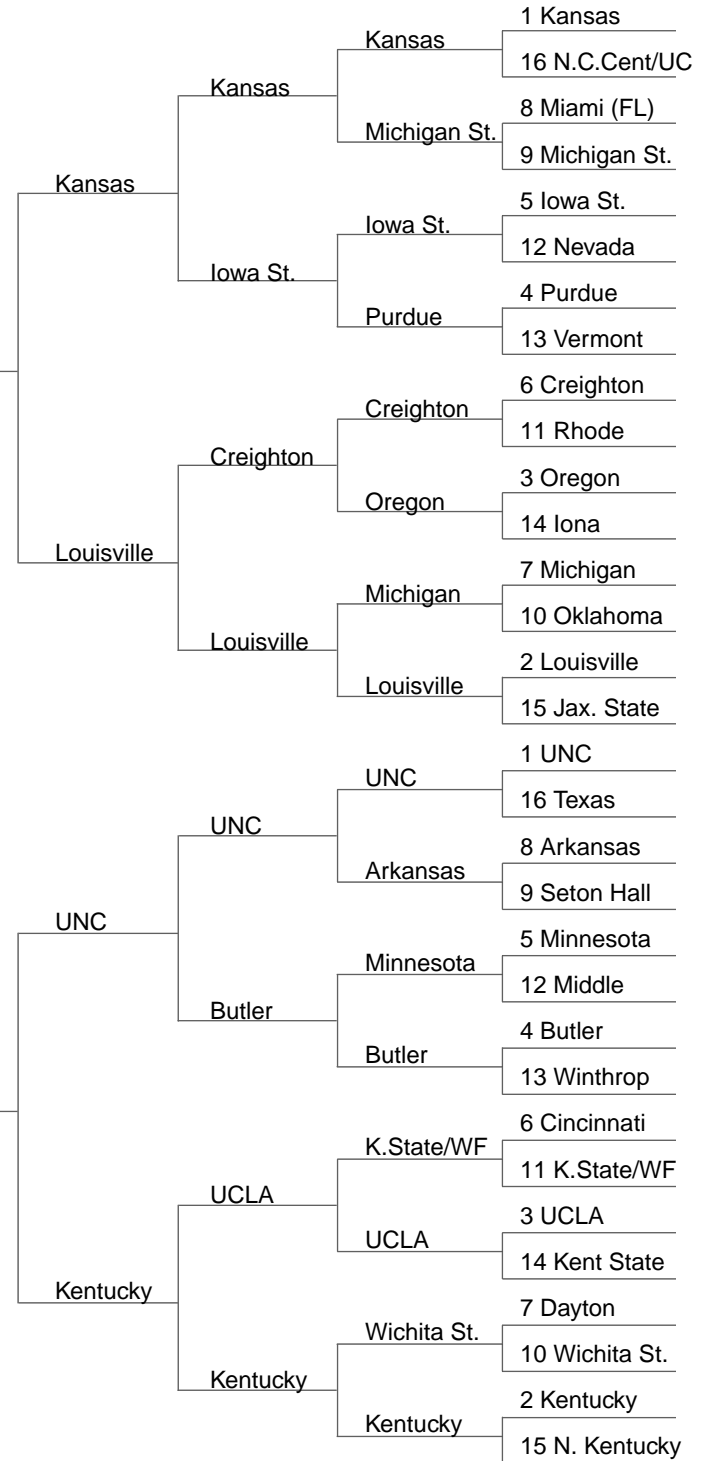 1 Kansas
Kansas
16 N.C.Cent/UC
Kansas
8 Miami (FL)
Michigan St.
9 Michigan St.
Kansas
5 Iowa St.
Iowa St.
12 Nevada
Iowa St.
4 Purdue
Purdue
13 Vermont
6 Creighton
Creighton
11 Rhode
Creighton
3 Oregon
Oregon
14 Iona
Louisville
7 Michigan
Michigan
10 Oklahoma
Louisville
2 Louisville
Louisville
15 Jax. State
1 UNC
UNC
16 Texas
UNC
8 Arkansas
Arkansas
9 Seton Hall
UNC
5 Minnesota
Minnesota
12 Middle
Butler
4 Butler
Butler
13 Winthrop
6 Cincinnati
K.State/WF
11 K.State/WF
UCLA
3 UCLA
UCLA
14 Kent State
Kentucky
7 Dayton
Wichita St.
10 Wichita St.
Kentucky
2 Kentucky
Kentucky
15 N. Kentucky